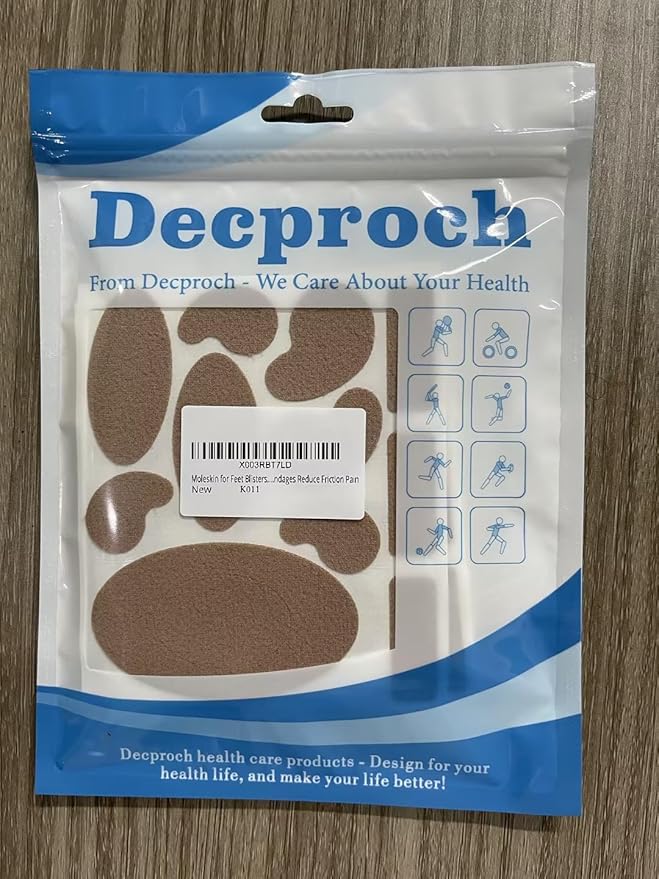 Decproch
From Decproch - We Care About Your Health
X003RBT7LD
Moleskin for Feet Blisters...ndages Reduce Friction Pain
New K011
Decproch health care products - Design for your
health life, and make your life better!